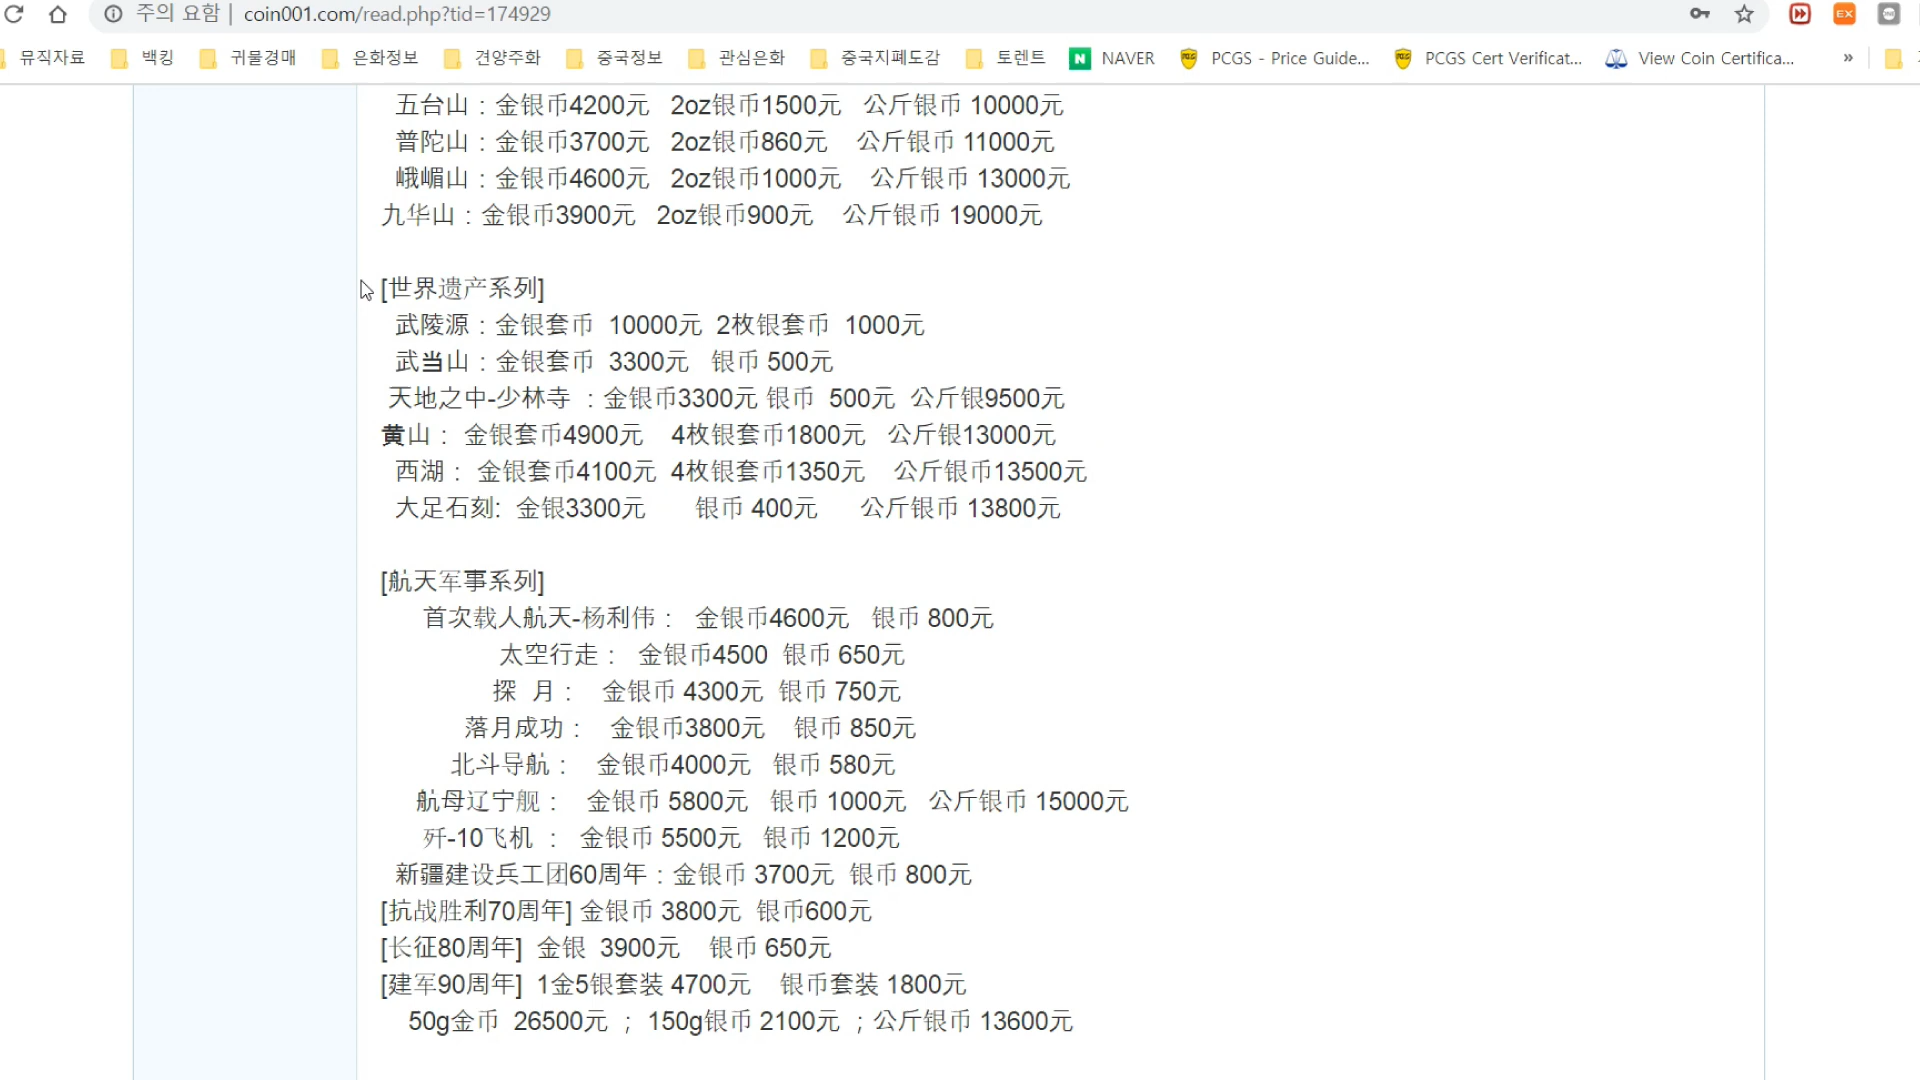 주의 요함 | coin001.com/read.php?tid=174929
뮤직자료 백킹 귀물경매 은화정보 견양주화 중국정보 관심은화 중국지폐도감 토렌트 NAVER PCGS - Price Guide... PCGS Cert Verificat... View Coin Certifica... »
五台山：金银币4200元 2oz银币1500元 公斤银币 10000元
普陀山：金银币3700元 2oz银币860元 公斤银币 11000元
峨嵋山：金银币4600元 2oz银币1000元 公斤银币 13000元
九华山：金银币3900元 2oz银币900元 公斤银币 19000元
[世界遗产系列]
武陵源：金银套币 10000元 2枚银套币 1000元
武当山：金银套币 3300元 银币 500元
天地之中-少林寺 ：金银币3300元 银币 500元 公斤银9500元
黄山： 金银套币4900元 4枚银套币1800元 公斤银13000元
西湖： 金银套币4100元 4枚银套币1350元 公斤银币13500元
大足石刻: 金银3300元 银币 400元 公斤银币 13800元
[航天军事系列]
首次载人航天-杨利伟： 金银币4600元 银币 800元
太空行走： 金银币4500 银币 650元
探 月： 金银币 4300元 银币 750元
落月成功： 金银币3800元 银币 850元
北斗导航： 金银币4000元 银币 580元
航母辽宁舰： 金银币 5800元 银币 1000元 公斤银币 15000元
歼-10飞机 ： 金银币 5500元 银币 1200元
新疆建设兵工团60周年：金银币 3700元 银币 800元
[抗战胜利70周年] 金银币 3800元 银币600元
[长征80周年] 金银 3900元 银币 650元
[建军90周年] 1金5银套装 4700元 银币套装 1800元
50g金币 26500元 ； 150g银币 2100元 ；公斤银币 13600元